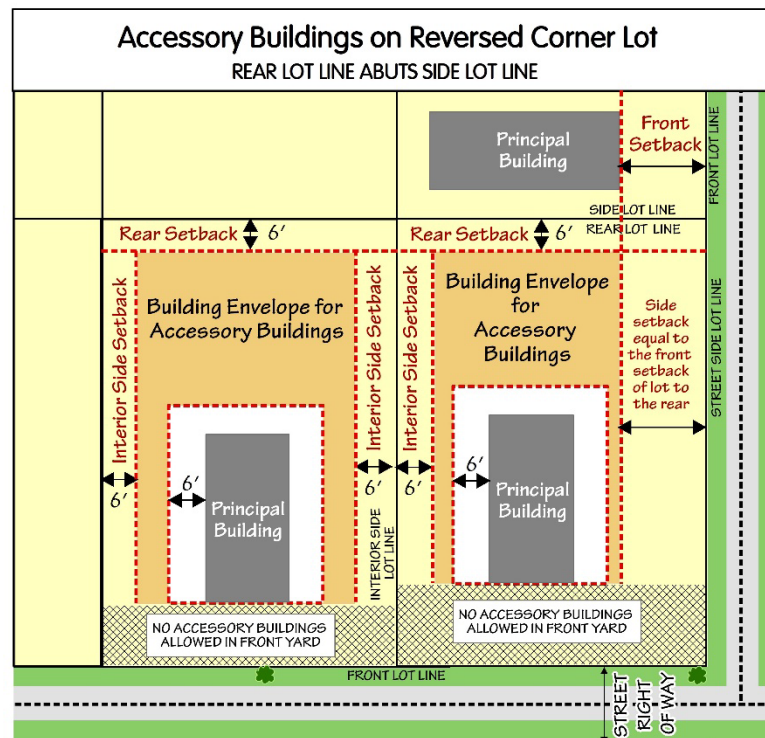 Accessory Buildings on Reversed Corner Lot
REAR LOT LINE ABUTS SIDE LOT LINE
Principal
Building
Front
Setback
FRONT LOT LINE
SIDE LOT LINE
REAR LOT LINE
Rear Setback
6'
Rear Setback
6'
Interior Side Setback
Building Envelope for
Accessory Buildings
Interior Side Setback
Interior Side Setback
Building Envelope
for
Accessory
Buildings
Side
setback
equal to
the front
setback
of lot to
the rear
STREET SIDE LOT LINE
6'
6'
Principal
Building
6'
INTERIOR SIDE
LOT LINE
6'
6'
Principal
Building
NO ACCESSORY BUILDINGS
ALLOWED IN FRONT YARD
NO ACCESSORY BUILDINGS
ALLOWED IN FRONT YARD
FRONT LOT LINE
STREET
RIGHT
OF WAY